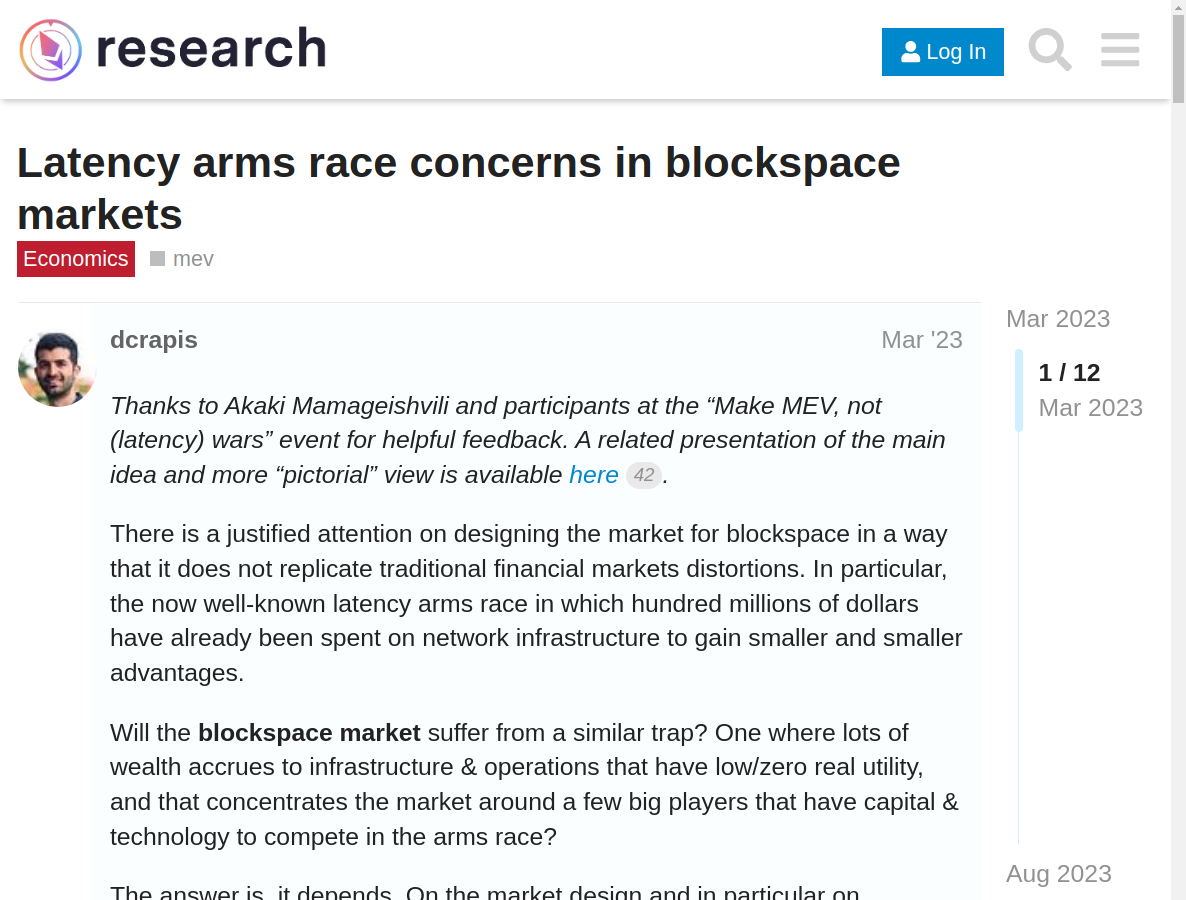 research
Log In
Latency arms race concerns in blockspace
markets
Economics
mev
dcrapis
Mar '23
Thanks to Akaki Mamageishvili and participants at the “Make MEV, not
(latency) wars” event for helpful feedback. A related presentation of the main
idea and more “pictorial” view is available here 42.
There is a justified attention on designing the market for blockspace in a way
that it does not replicate traditional financial markets distortions. In particular,
the now well-known latency arms race in which hundred millions of dollars
have already been spent on network infrastructure to gain smaller and smaller
advantages.
Will the blockspace market suffer from a similar trap? One where lots of
wealth accrues to infrastructure & operations that have low/zero real utility,
and that concentrates the market around a few big players that have capital &
technology to compete in the arms race?
The answer is, it depends. On the market design and in particular on
Mar 2023
1 / 12
Mar 2023
Aug 2023